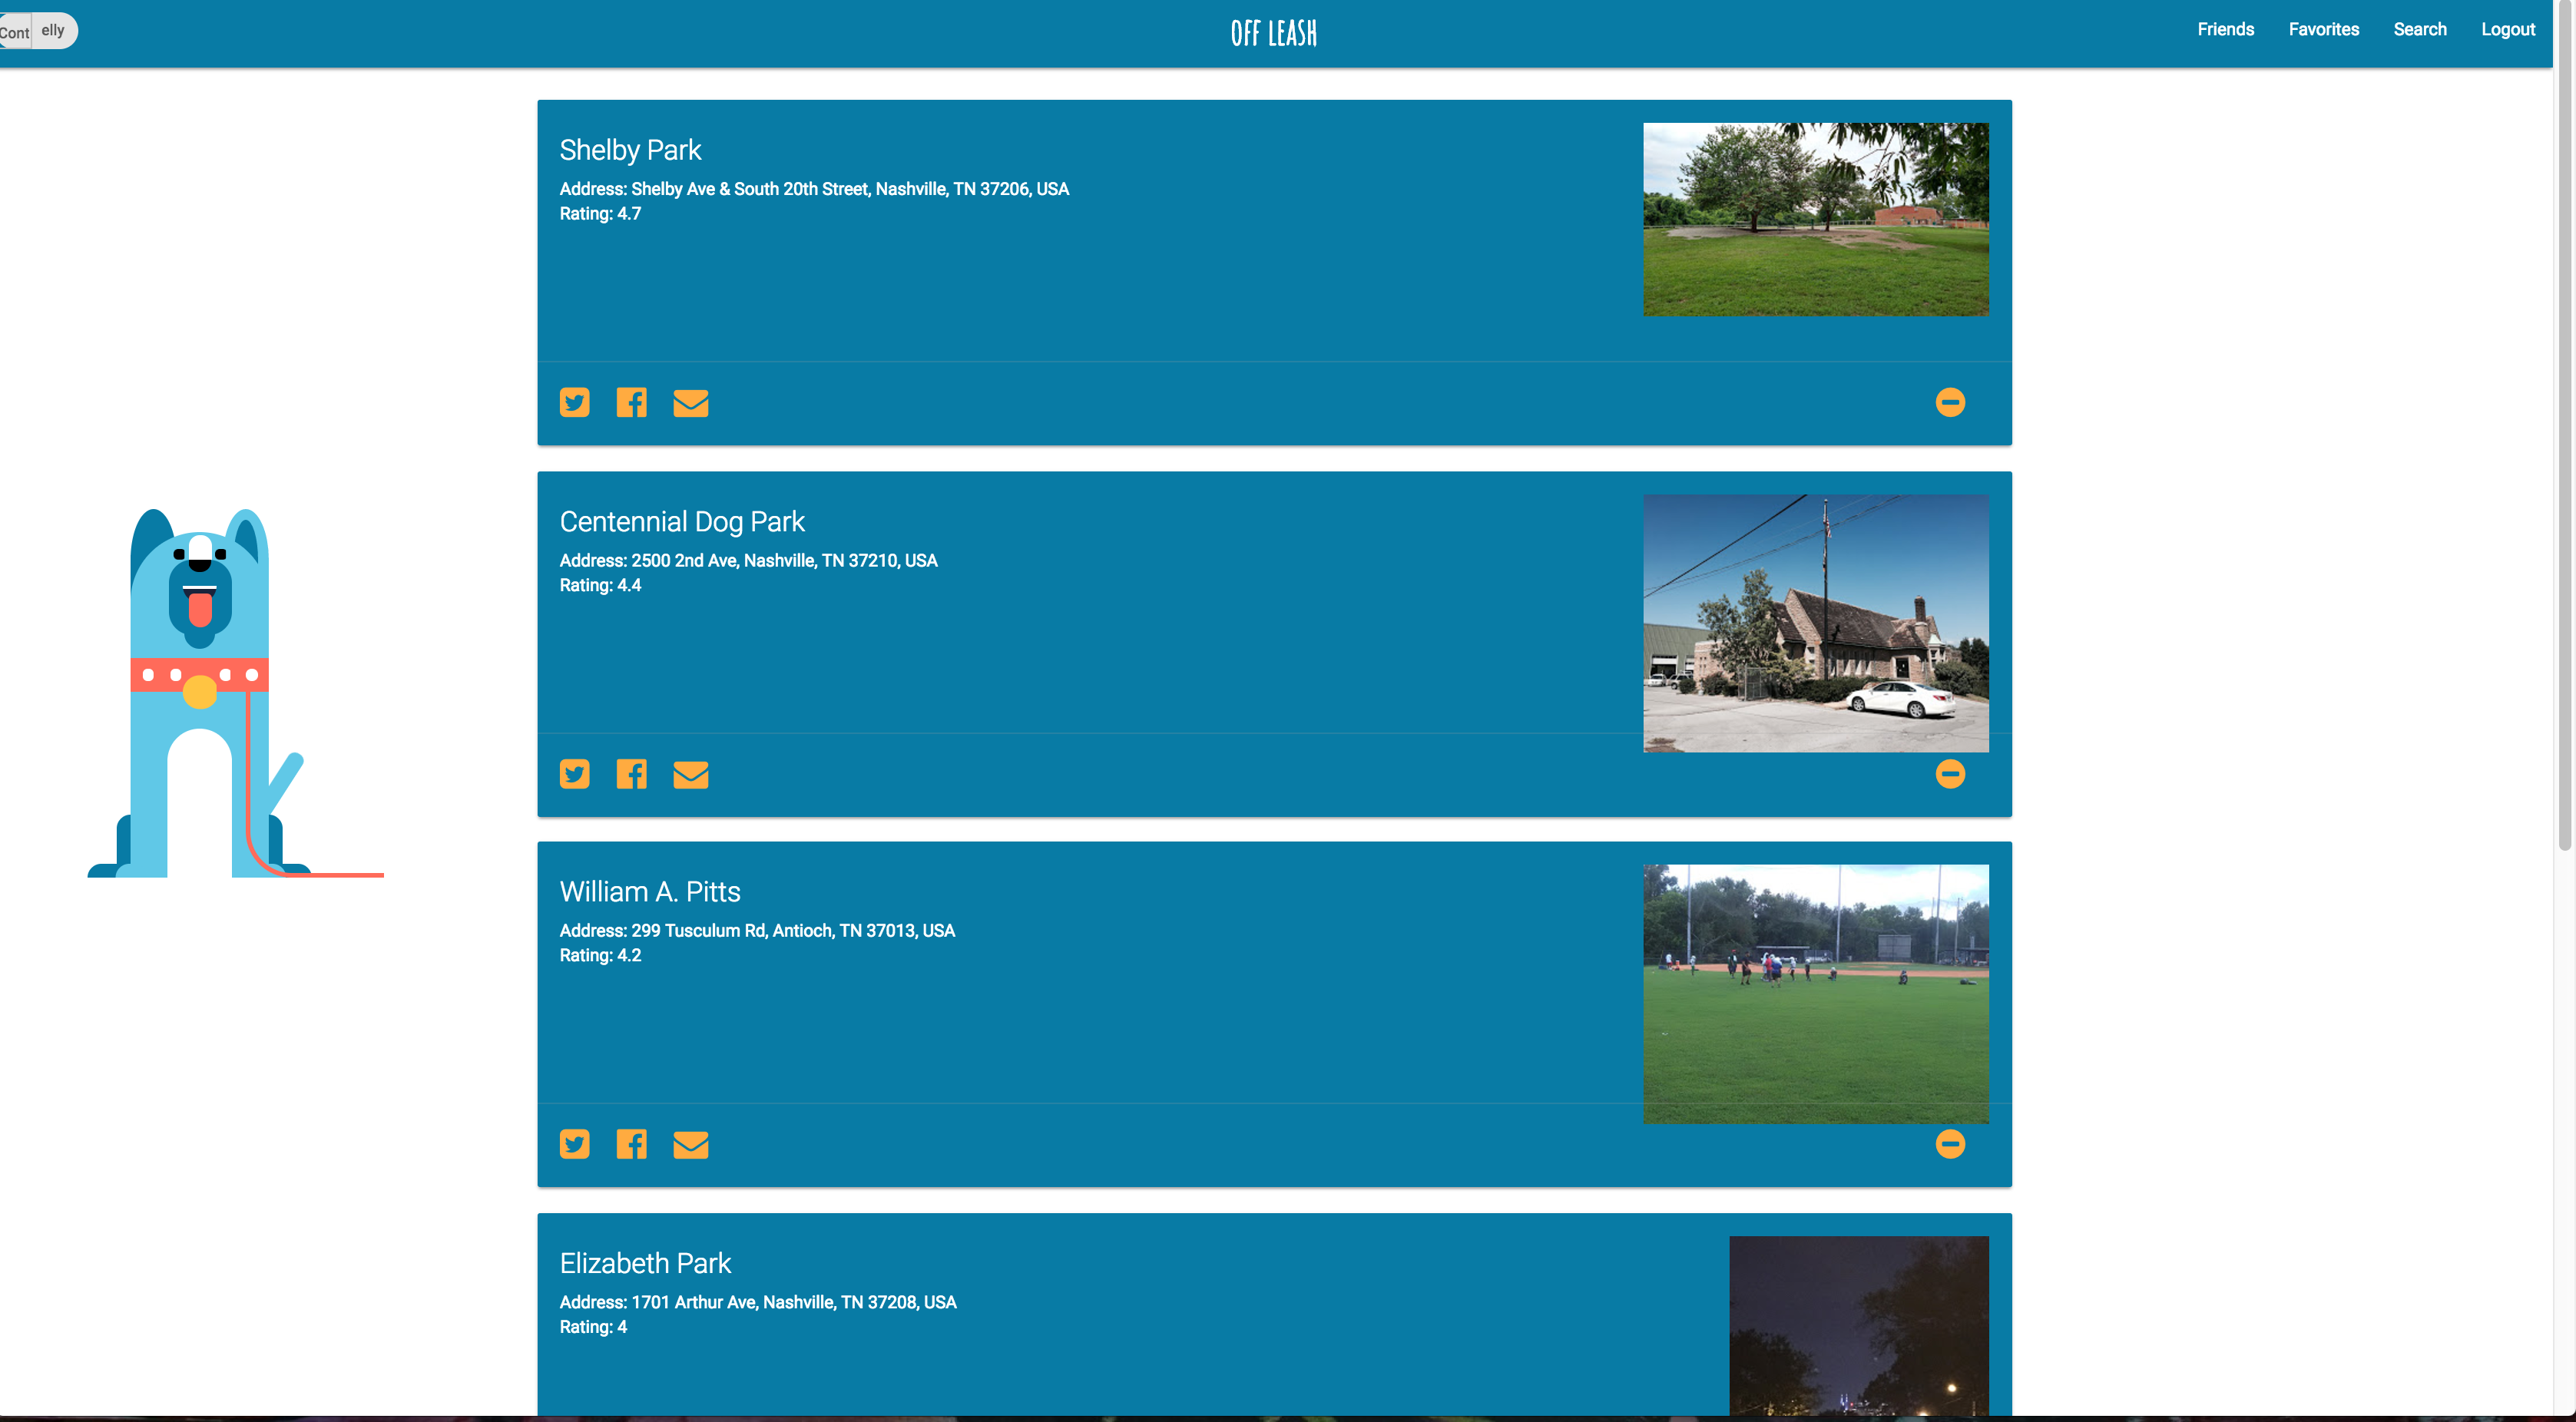 Cont elly
OFF LEASH
Friends Favorites Search Logout
Shelby Park
Address: Shelby Ave & South 20th Street, Nashville, TN 37206, USA
Rating: 4.7
Centennial Dog Park
Address: 2500 2nd Ave, Nashville, TN 37210, USA
Rating: 4.4
William A. Pitts
Address: 299 Tusculum Rd, Antioch, TN 37013, USA
Rating: 4.2
Elizabeth Park
Address: 1701 Arthur Ave, Nashville, TN 37208, USA
Rating: 4